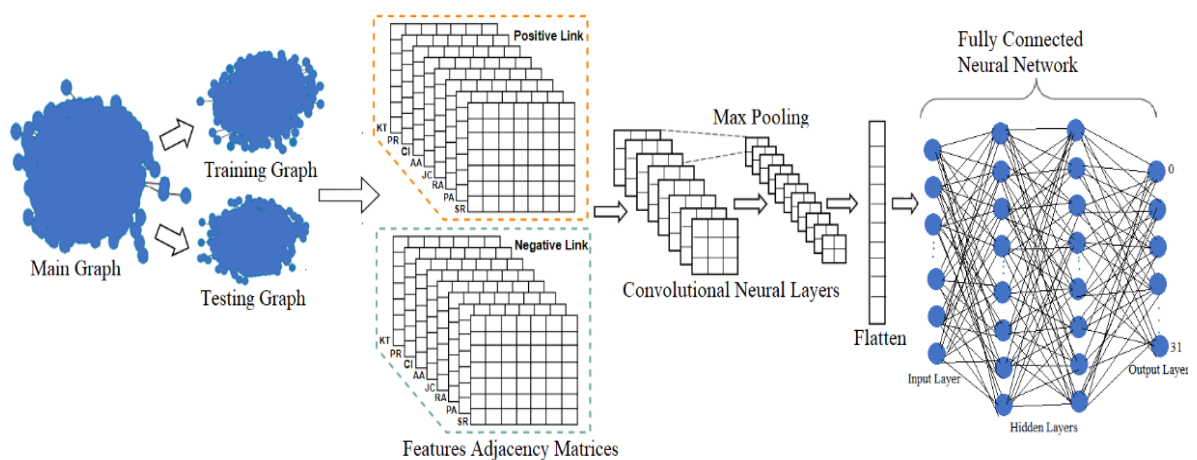 Main Graph
Training Graph
Testing Graph
Positive Link
KT
PR
CI
AA
JC
RA
PA
SR
Negative Link
KT
PR
CI
AA
JC
RA
PA
SR
Features Adjacency Matrices
Max Pooling
Convolutional Neural Layers
Flatten
Fully Connected
Neural Network
0
31
Input Layer
Output Layer
Hidden Layers